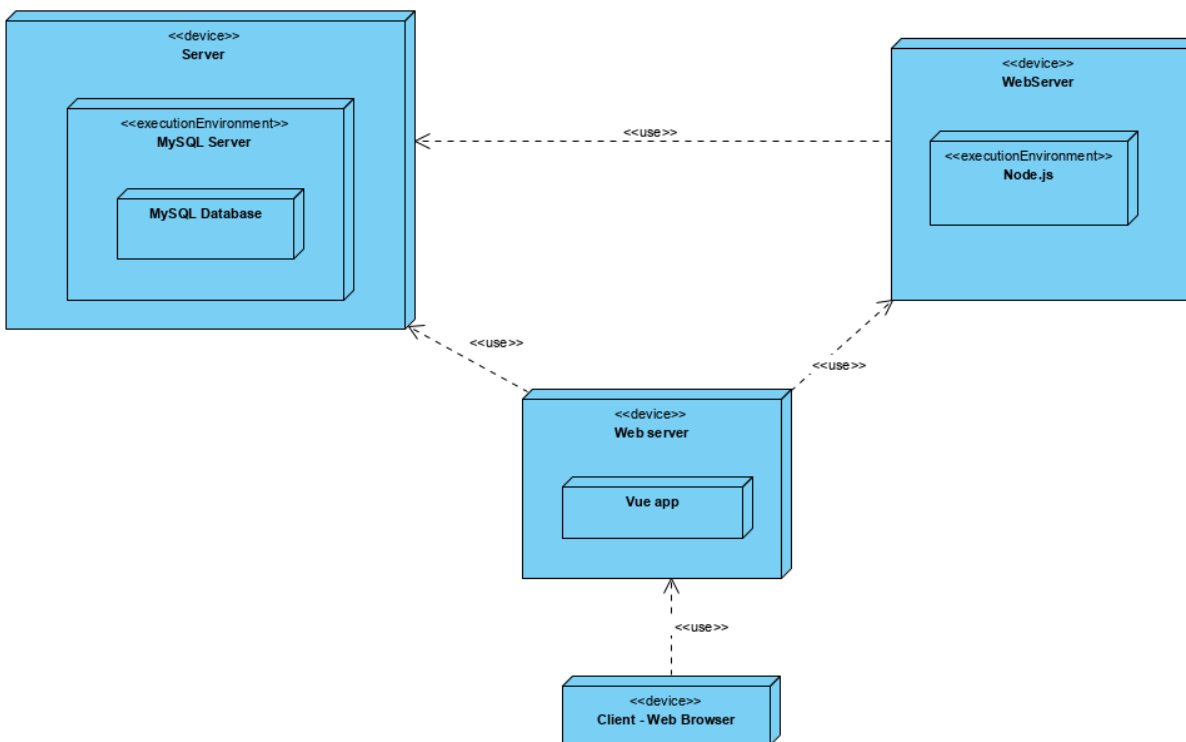 <<device>>
Server
<<executionEnvironment>>
MySQL Server
MySQL Database
<<use>>
<<device>>
WebServer
<<executionEnvironment>>
Node.js
<<use>>
<<use>>
<<device>>
Web server
Vue app
<<use>>
<<device>>
Client - Web Browser